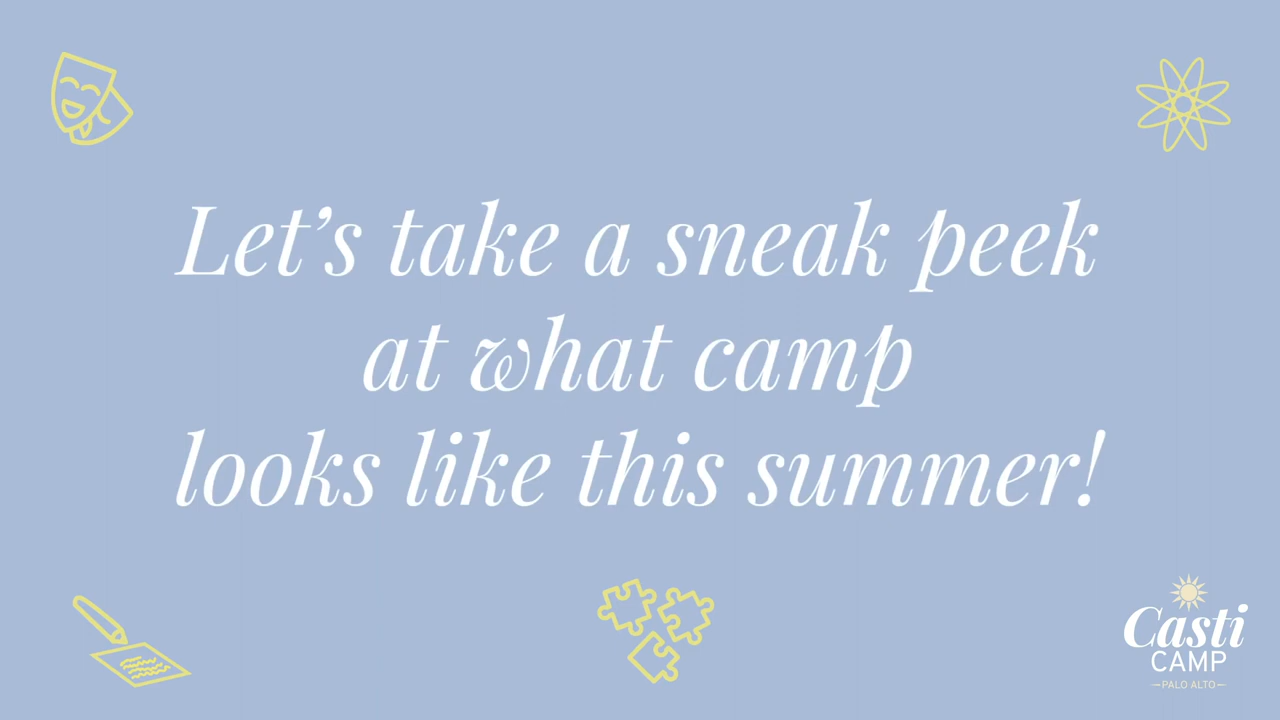 Let’s take a sneak peek
at what camp
looks like this summer!
Casti
CAMP
PALO ALTO